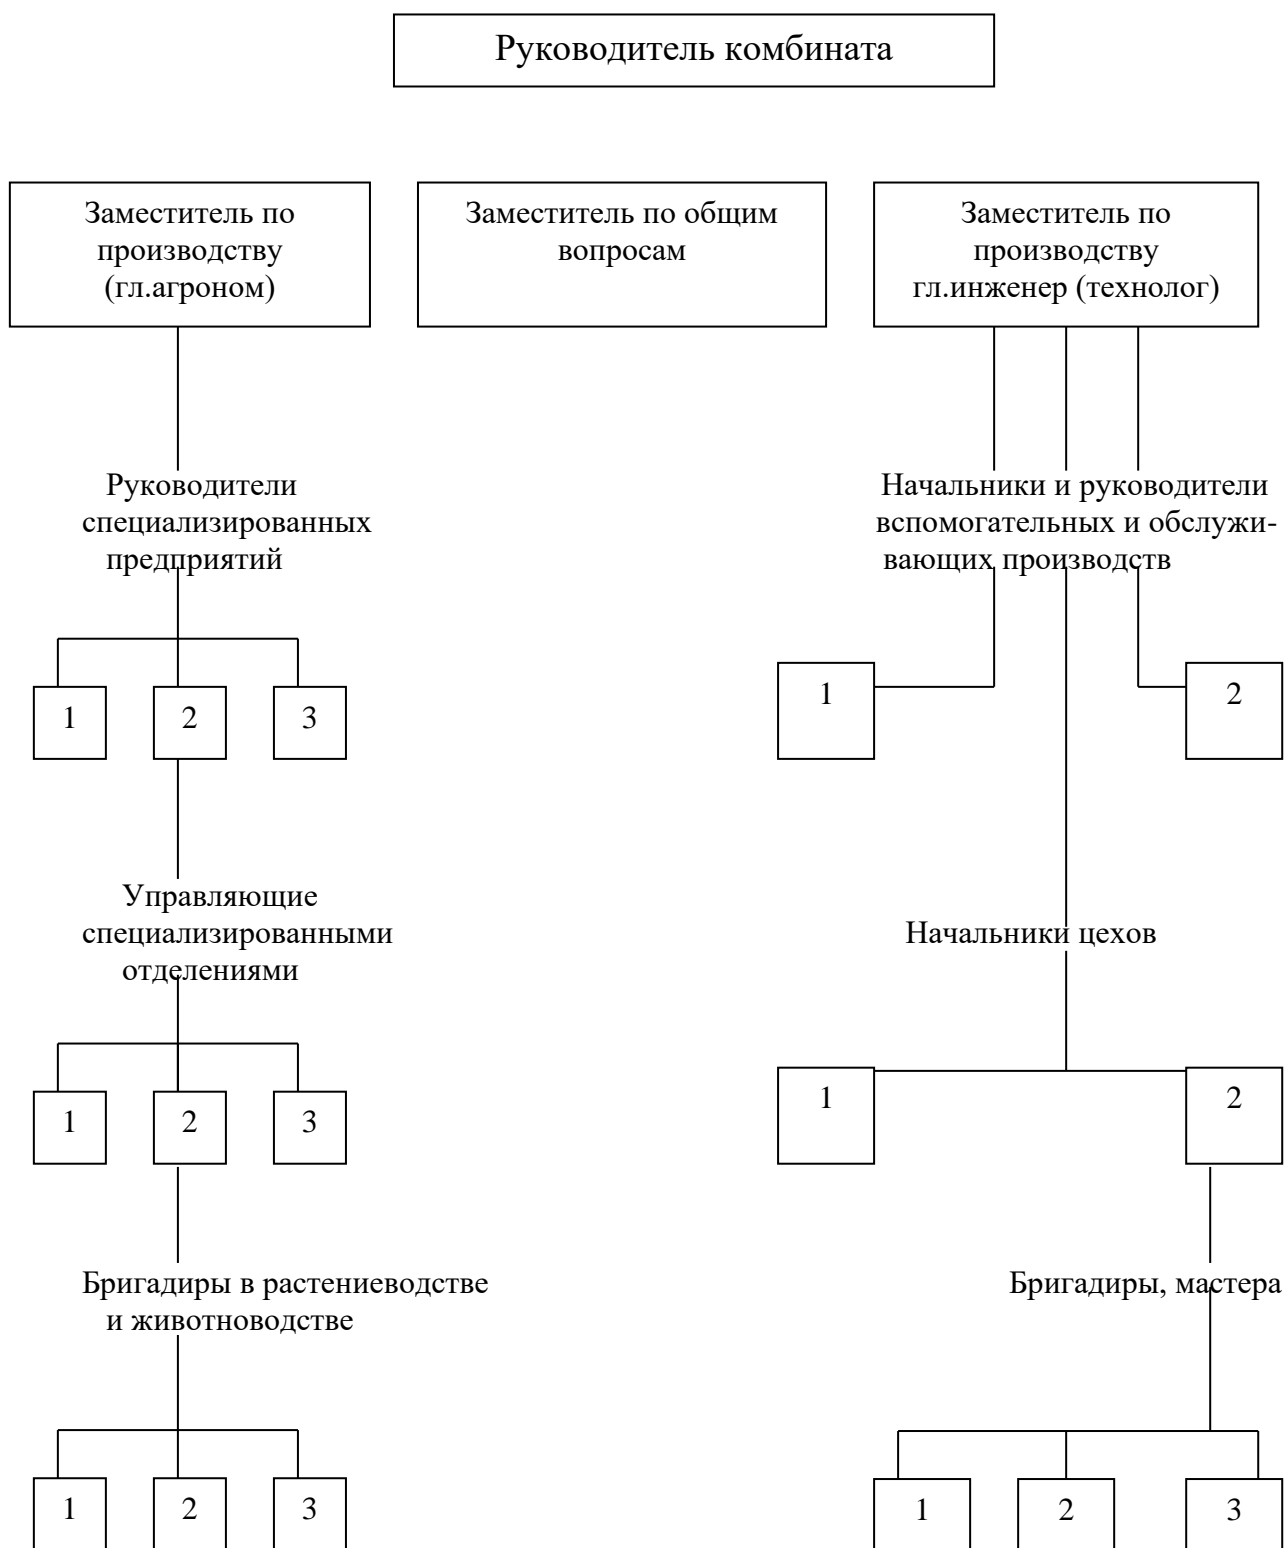 Руководитель комбината
Заместитель по
производству
(гл.агроном)
Заместитель по общим
вопросам
Заместитель по
производству
гл.инженер (технолог)
Руководители
специализированных
предприятий
Начальники и руководители
вспомогательных и обслужи-
вающих производств
1 2 3
1 2
Управляющие
специализированными
отделениями
Начальники цехов
1 2 3
1 2
Бригадиры в растениеводстве
и животноводстве
Бригадиры, мастера
1 2 3
1 2 3